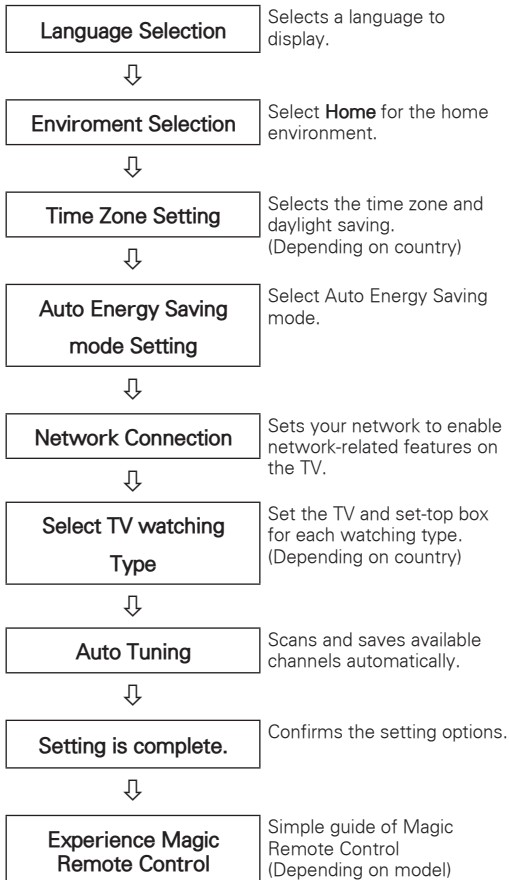 Language Selection
Selects a language to
display.
Enviroment Selection
Select Home for the home
environment.
Time Zone Setting
Selects the time zone and
daylight saving.
(Depending on country)
Auto Energy Saving
mode Setting
Select Auto Energy Saving
mode.
Network Connection
Sets your network to enable
network-related features on
the TV.
Select TV watching
Type
Set the TV and set-top box
for each watching type.
(Depending on country)
Auto Tuning
Scans and saves available
channels automatically.
Setting is complete.
Confirms the setting options.
Experience Magic
Remote Control
Simple guide of Magic
Remote Control
(Depending on model)